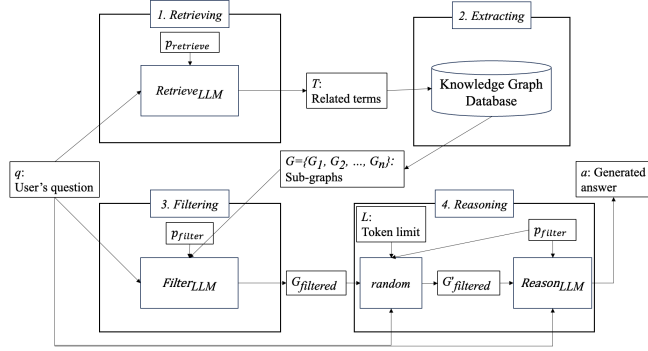 1. Retrieving
2. Extracting
p_retrieve
Retrieve_LLM
T:
Related terms
Knowledge Graph
Database
G={G_1, G_2, ..., G_n}:
Sub-graphs
q:
User's question
a: Generated
answer
3. Filtering
4. Reasoning
p_filter
L:
Token limit
p_filter
Filter_LLM
G_filtered
random
G'_filtered
Reason_LLM